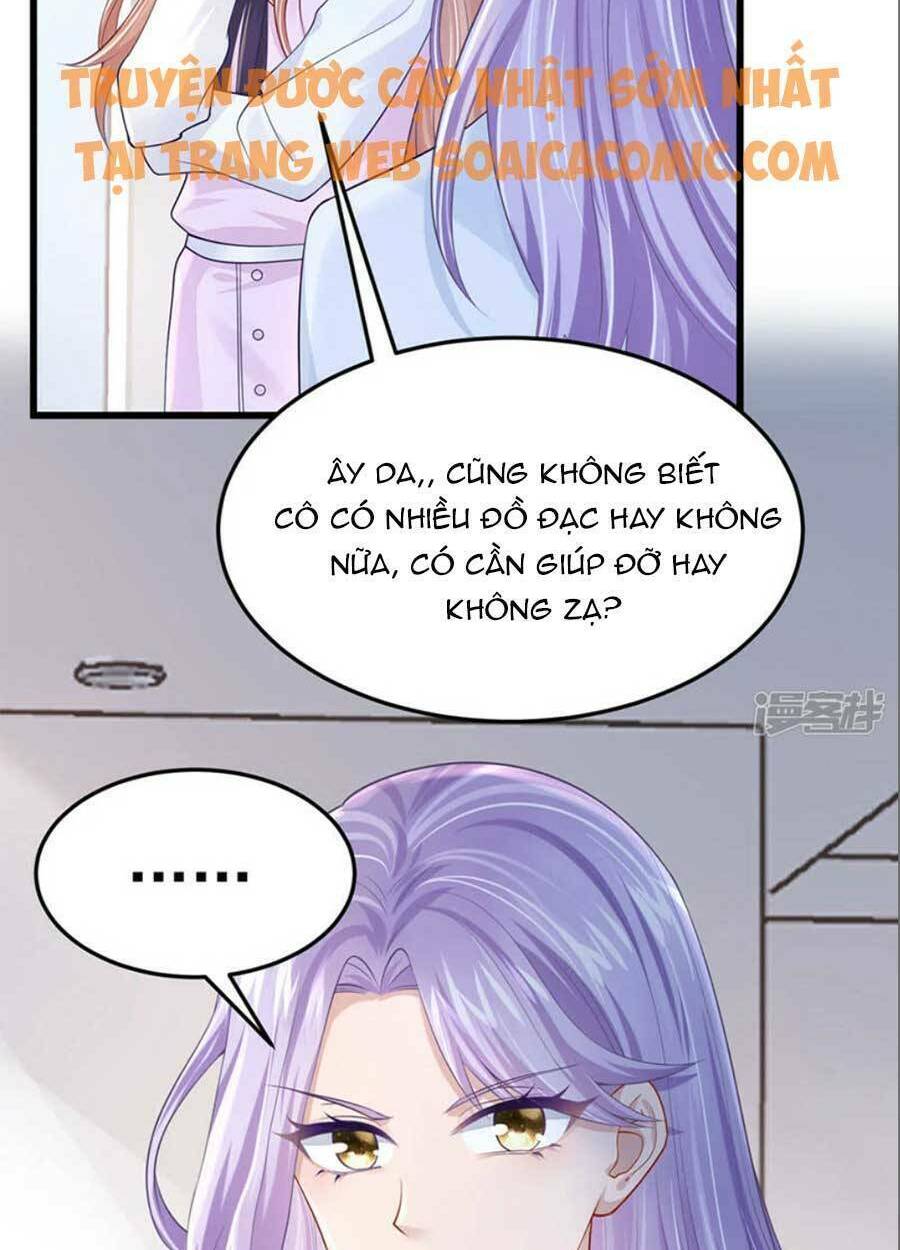 TRUYỆN ĐƯỢC CẬP NHẬT SỚM NHẤT
TẠI TRANG WEB SOAICACOMIC.COM
ÂY DA,, CŨNG KHÔNG BIẾT
CÔ CÓ NHIỀU ĐỒ ĐẠC HAY KHÔNG
NỮA, CÓ CẦN GIÚP ĐỠ HAY
KHÔNG ZẠ?
漫客栈
......